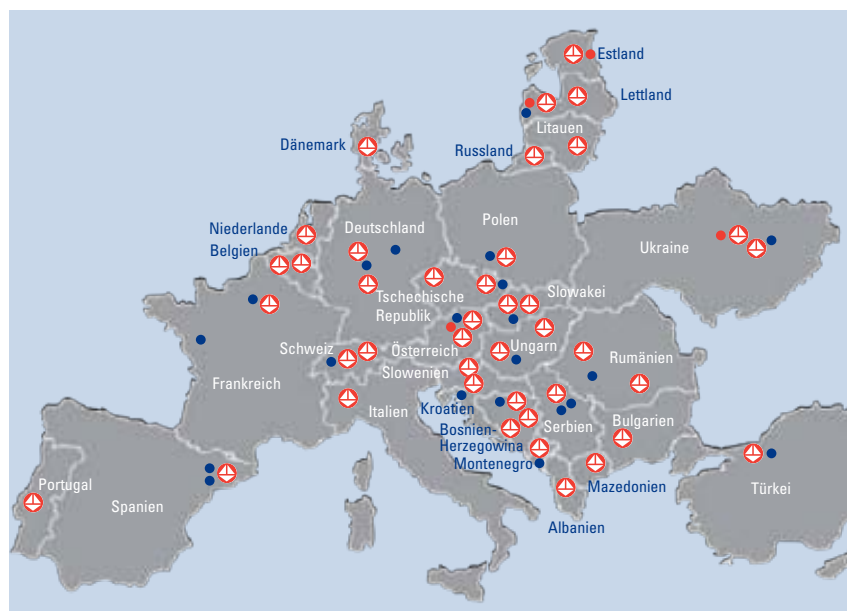 Estland
Lettland
Litauen
Dänemark
Russland
Niederlande
Belgien
Deutschland
Polen
Ukraine
Tschechische
Republik
Slowakei
Schweiz
Österreich
Ungarn
Rumänien
Slowenien
Frankreich
Italien
Kroatien
Bosnien-
Herzegowina
Serbien
Bulgarien
Montenegro
Mazedonien
Albanien
Portugal
Spanien
Türkei